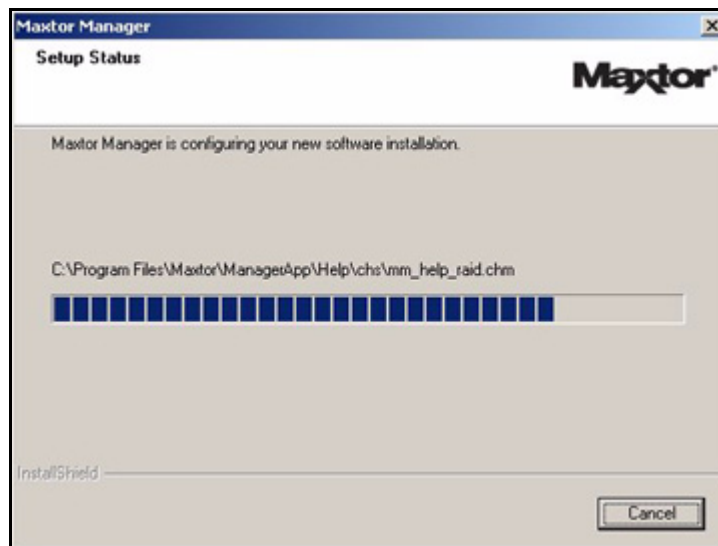 Maxtor Manager
Setup Status
Maxtor
Maxtor Manager is configuring your new software installation.
C:\Program Files\Maxtor\ManagerApp\Help\chs\mm_help_raid.chm
InstallShield
Cancel